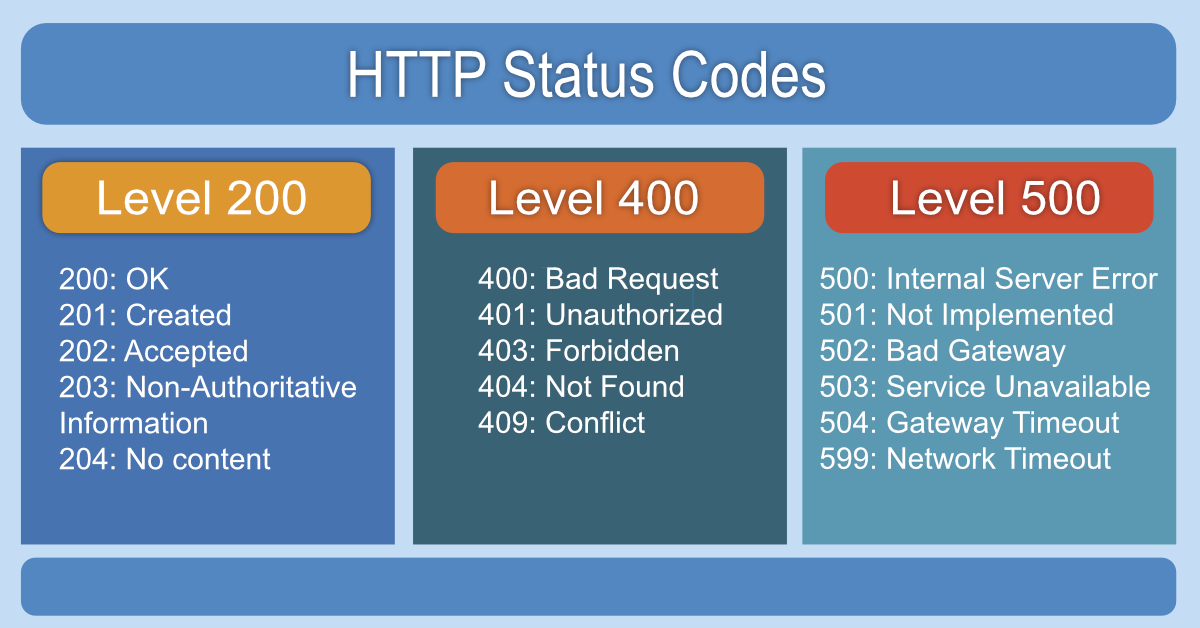 HTTP Status Codes
Level 200
200: OK
201: Created
202: Accepted
203: Non-Authoritative
Information
204: No content
Level 400
400: Bad Request
401: Unauthorized
403: Forbidden
404: Not Found
409: Conflict
Level 500
500: Internal Server Error
501: Not Implemented
502: Bad Gateway
503: Service Unavailable
504: Gateway Timeout
599: Network Timeout